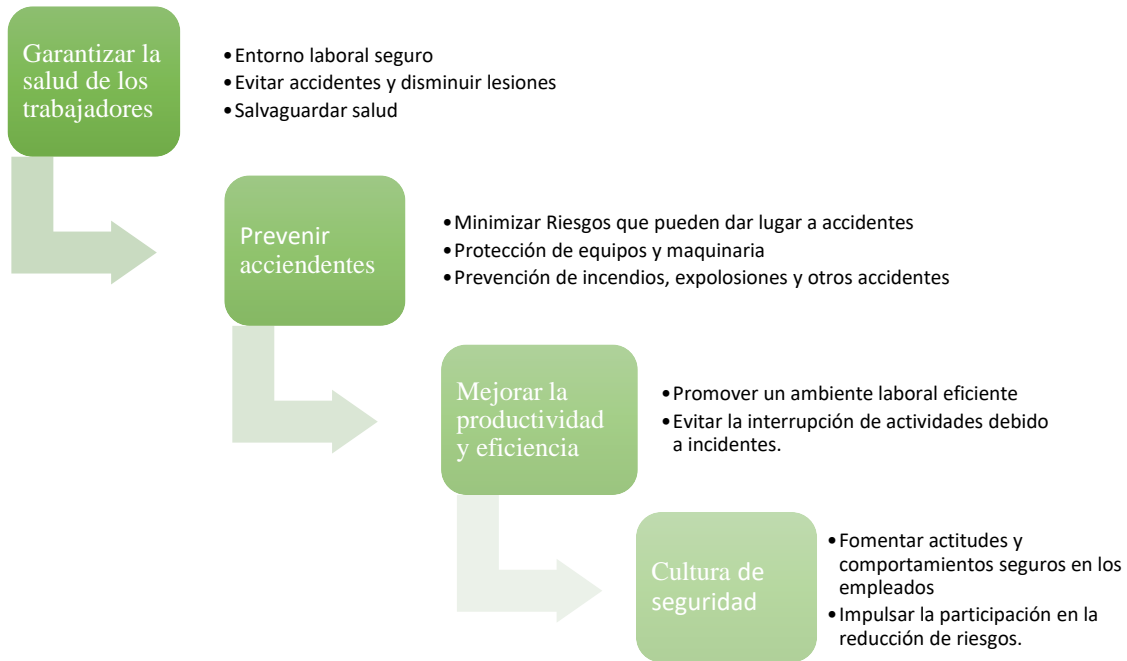 Garantizar la
salud de los
trabajadores
•Entorno laboral seguro
•Evitar accidentes y disminuir lesiones
•Salvaguardar salud
Prevenir
acciendentes
•Minimizar Riesgos que pueden dar lugar a accidentes
•Protección de equipos y maquinaria
•Prevención de incendios, expolosiones y otros accidentes
Mejorar la
productividad
y eficiencia
•Promover un ambiente laboral eficiente
•Evitar la interrupción de actividades debido
a incidentes.
Cultura de
seguridad
•Fomentar actitudes y
comportamientos seguros en los
empleados
•Impulsar la participación en la
reducción de riesgos.